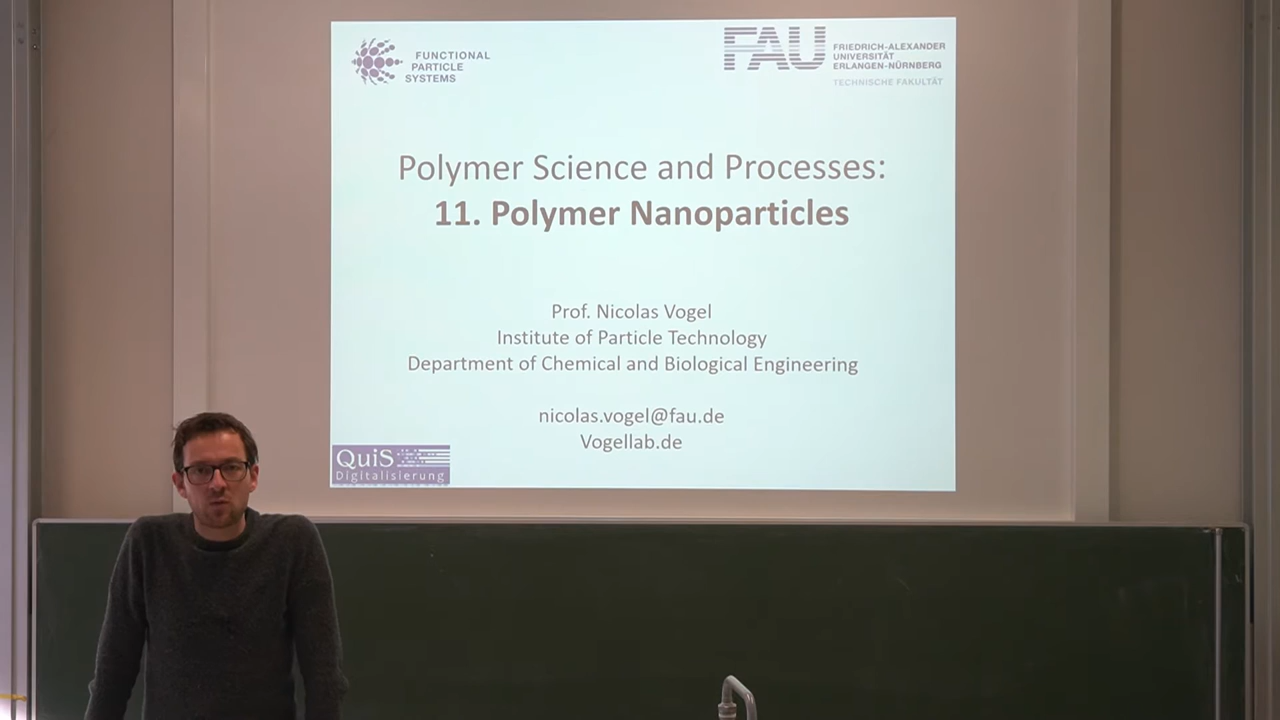 FUNCTIONAL
PARTICLE
SYSTEMS
FAU
FRIEDRICH-ALEXANDER
UNIVERSITÄT
ERLANGEN-NÜRNBERG
TECHNISCHE FAKULTÄT
Polymer Science and Processes:
11. Polymer Nanoparticles
Prof. Nicolas Vogel
Institute of Particle Technology
Department of Chemical and Biological Engineering
nicolas.vogel@fau.de
Vogellab.de
QuiS
Digitalisierung